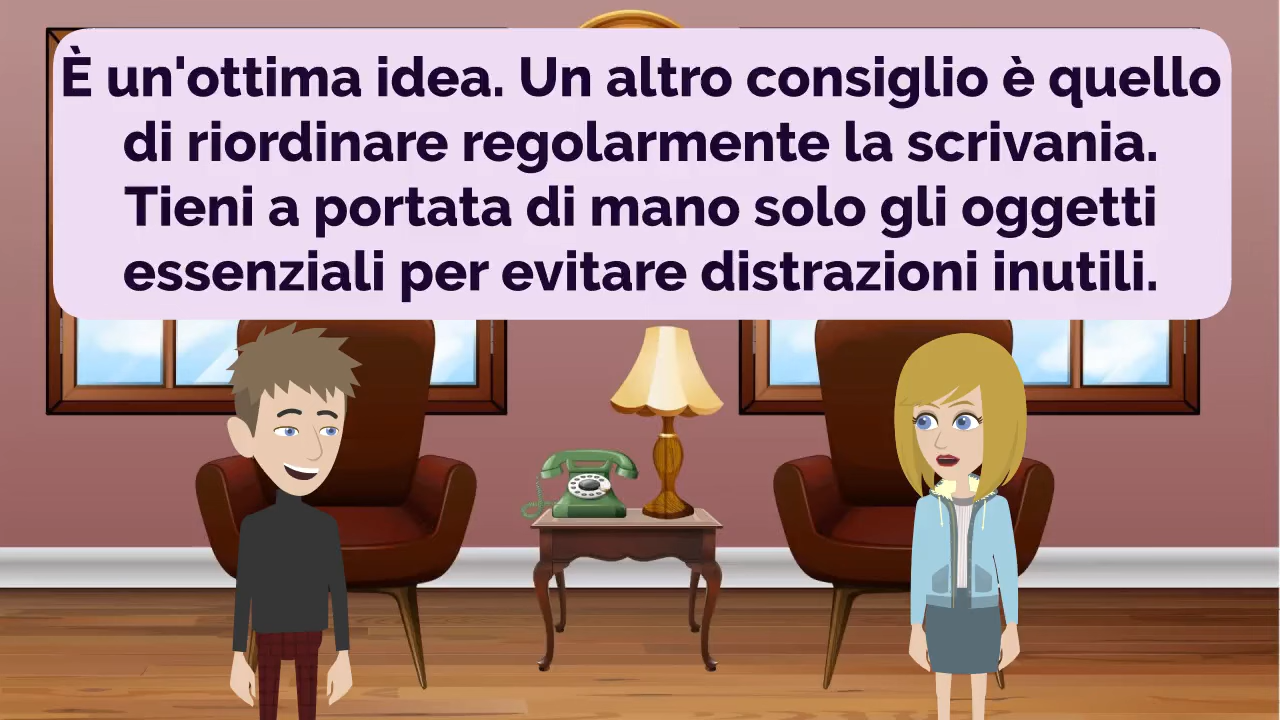 È un'ottima idea. Un altro consiglio è quello
di riordinare regolarmente la scrivania.
Tieni a portata di mano solo gli oggetti
essenziali per evitare distrazioni inutili.